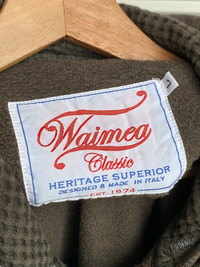 Waimea
Classic
HERITAGE SUPERIOR
DESIGNED & MADE IN ITALY
EST. 1974